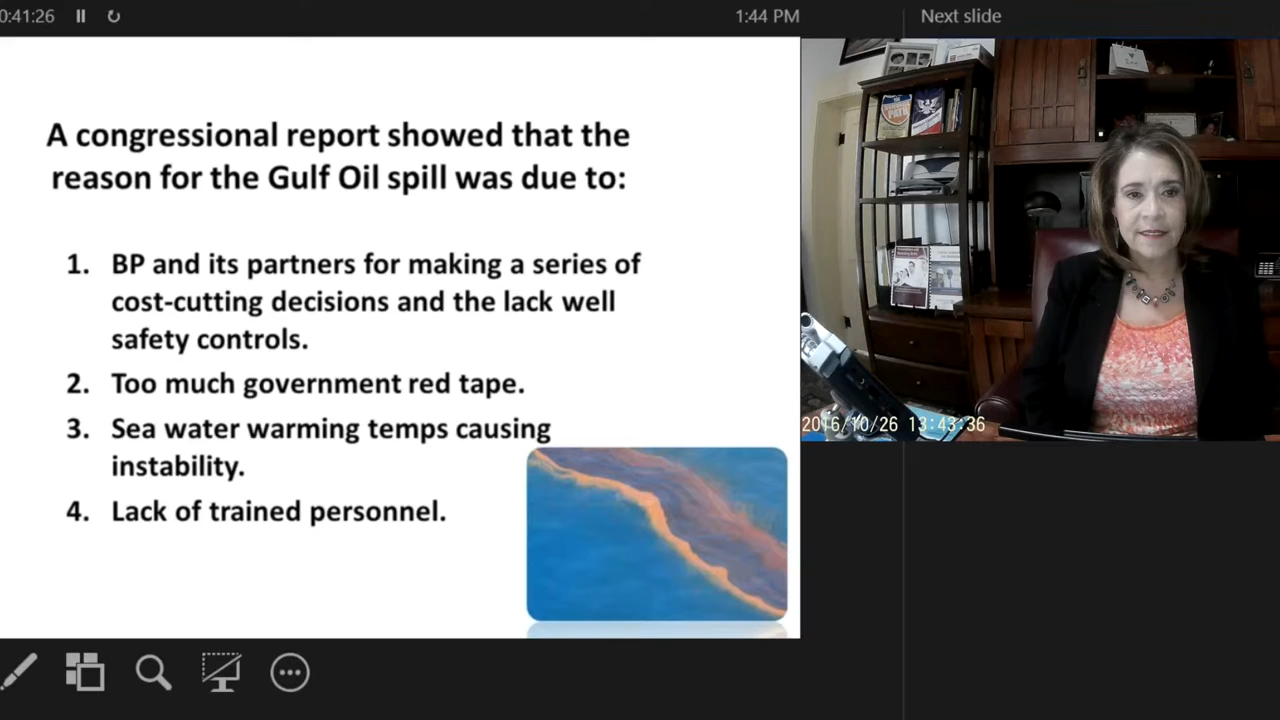 0:41:26
1:44 PM
Next slide
A congressional report showed that the
reason for the Gulf Oil spill was due to:
1. BP and its partners for making a series of
cost-cutting decisions and the lack well
safety controls.
2. Too much government red tape.
3. Sea water warming temps causing
instability.
4. Lack of trained personnel.
2016/10/26 13:43:36